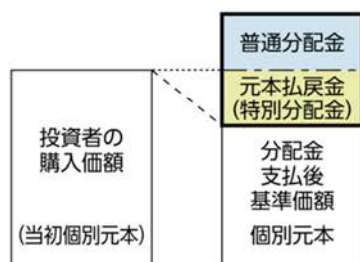 普通分配金
元本払戻金
(特別分配金)
投資者の
購入価額
(当初個別元本)
分配金
支払後
基準価額
個別元本